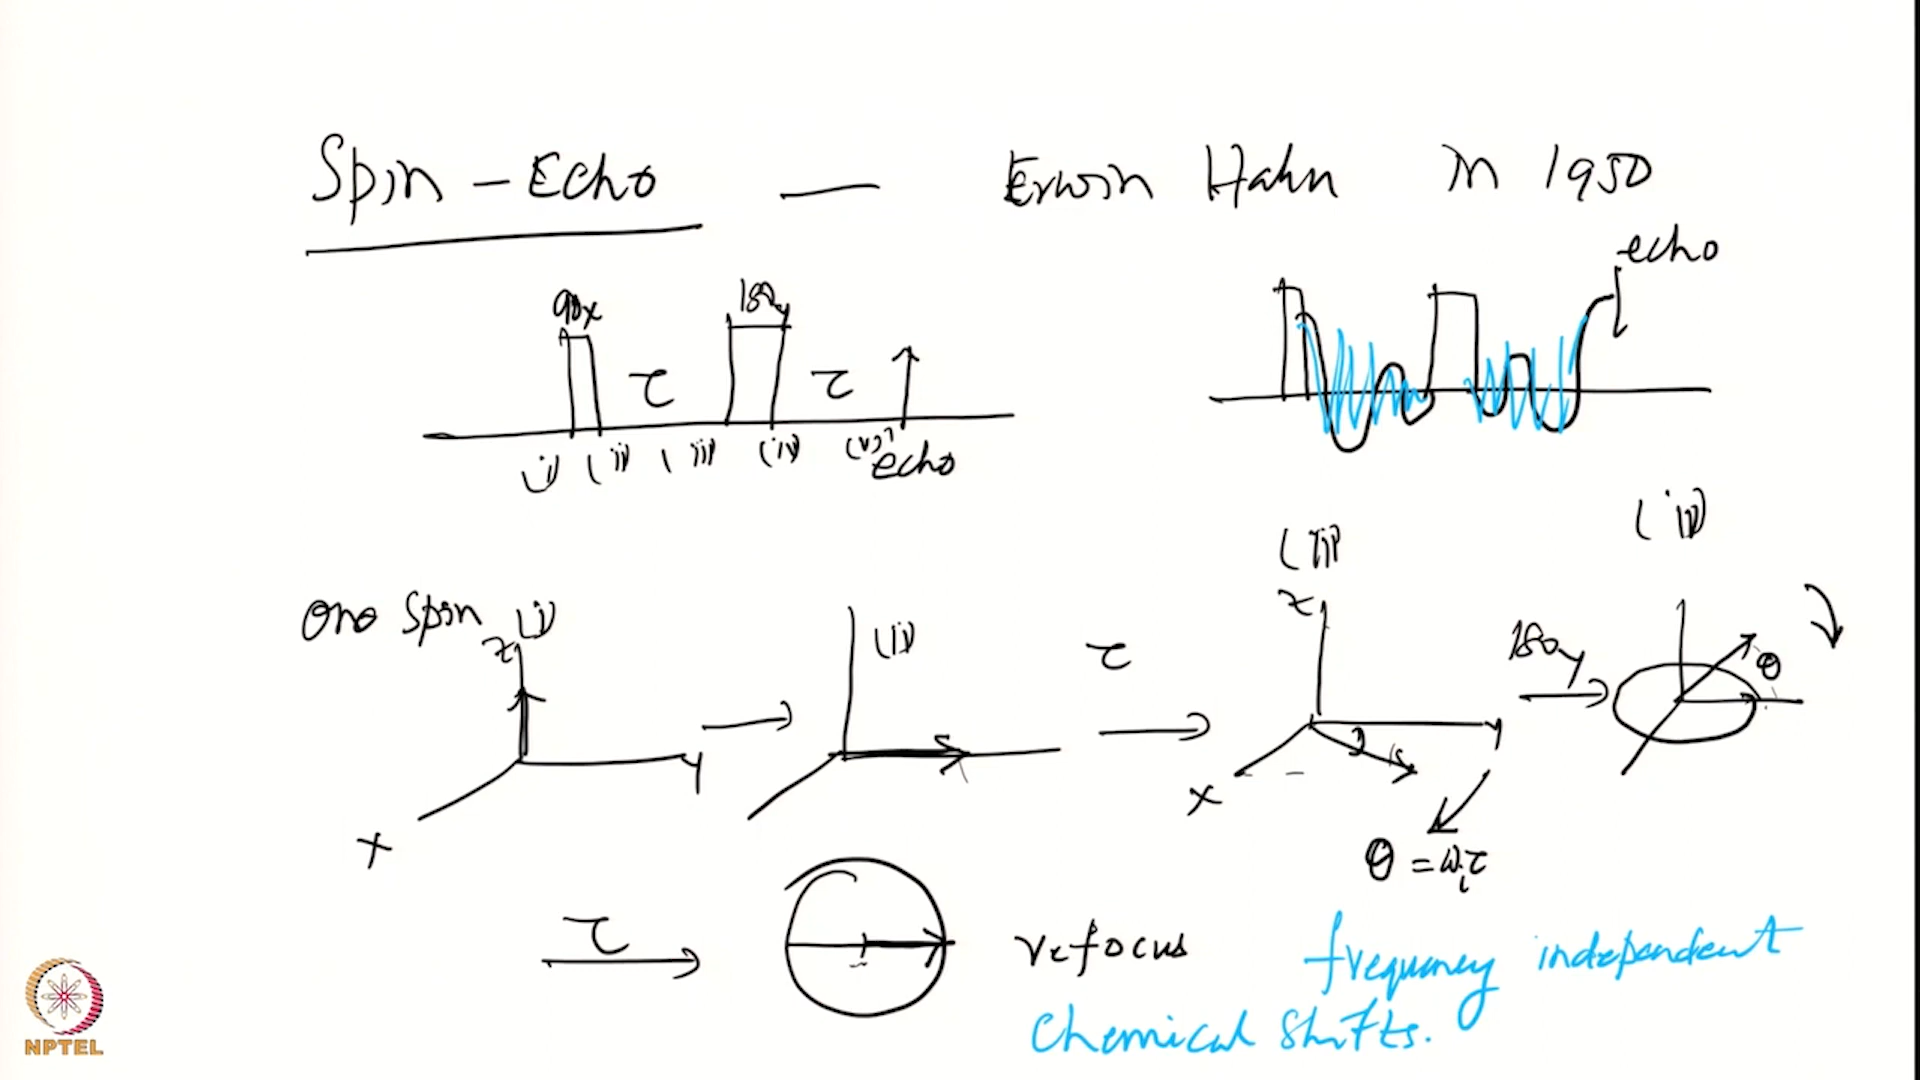 Spin - Echo — Erwin Hahn in 1950
echo
90x 180y
τ τ
(i) (ii) (iii) (iv) (v)
echo
(iii) (iv)
One spin (i) (ii) τ
z z 180y θ
y y
x x
θ = ωiτ
τ refocus frequency independent
chemical shifts.
NPTEL